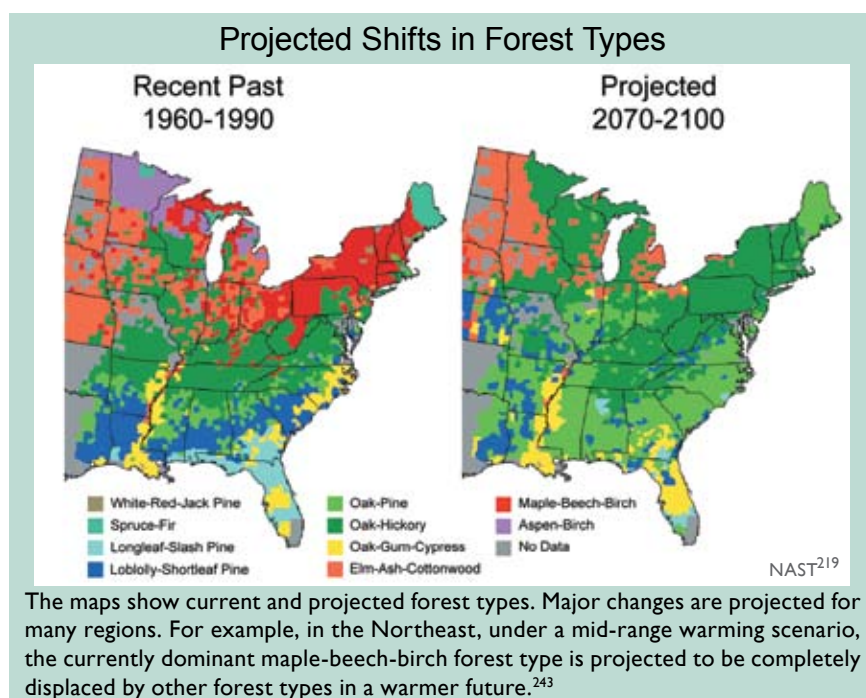 Projected Shifts in Forest Types
Recent Past
1960-1990
Projected
2070-2100
White-Red-Jack Pine
Spruce-Fir
Longleaf-Slash Pine
Loblolly-Shortleaf Pine
Oak-Pine
Oak-Hickory
Oak-Gum-Cypress
Elm-Ash-Cottonwood
Maple-Beech-Birch
Aspen-Birch
No Data
NAST219
The maps show current and projected forest types. Major changes are projected for
many regions. For example, in the Northeast, under a mid-range warming scenario,
the currently dominant maple-beech-birch forest type is projected to be completely
displaced by other forest types in a warmer future.243